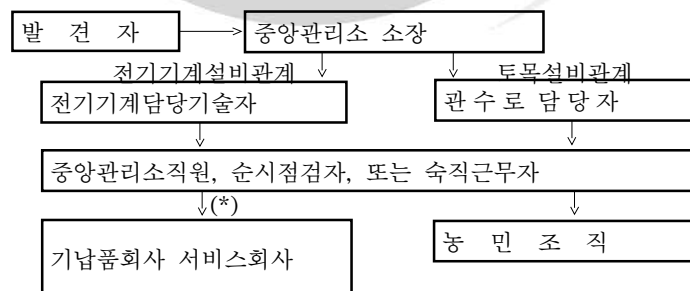 발 견 자
중앙관리소 소장
전기기계설비관계
토목설비관계
전기기계담당기술자
관수로 담당자
중앙관리소직원, 순시점검자, 또는 숙직근무자
(*)
기납품회사 서비스회사
농 민 조 직